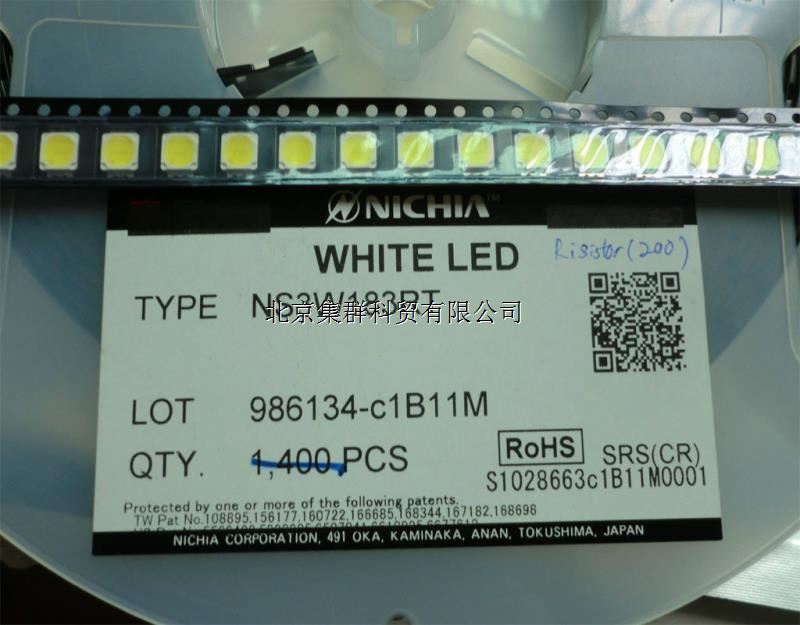 NICHIA™
WHITE LED
Risistor(200)
TYPE NS3W183RT
北京集群科贸有限公司
LOT 986134-c1B11M
QTY. 1,400 PCS
RoHS SRS(CR)
S1028663c1B11M0001
Protected by one or more of the following patents.
TW Pat No.108895,156177,160722,166685,168344,167182,168698
NICHIA CORPORATION, 491 OKA, KAMINAKA, ANAN, TOKUSHIMA, JAPAN